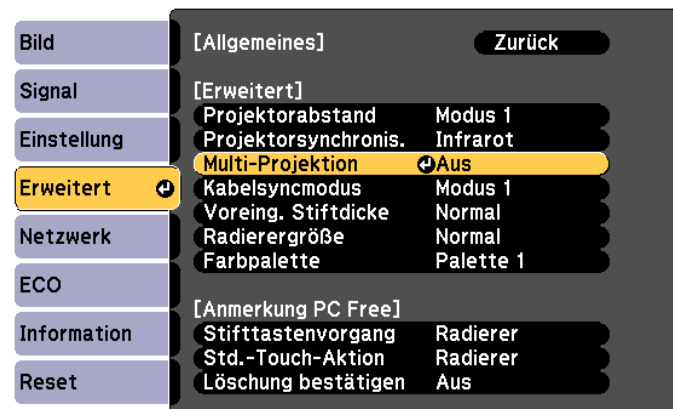 Bild
Signal
Einstellung
Erweitert
Netzwerk
ECO
Information
Reset
[Allgemeines] Zurück
[Erweitert]
Projektorabstand Modus 1
Projektorsynchronis. Infrarot
Multi-Projektion Aus
Kabelsyncmodus Modus 1
Voreing. Stiftdicke Normal
Radierergröße Normal
Farbpalette Palette 1
[Anmerkung PC Free]
Stifttastenvorgang Radierer
Std.-Touch-Aktion Radierer
Löschung bestätigen Aus